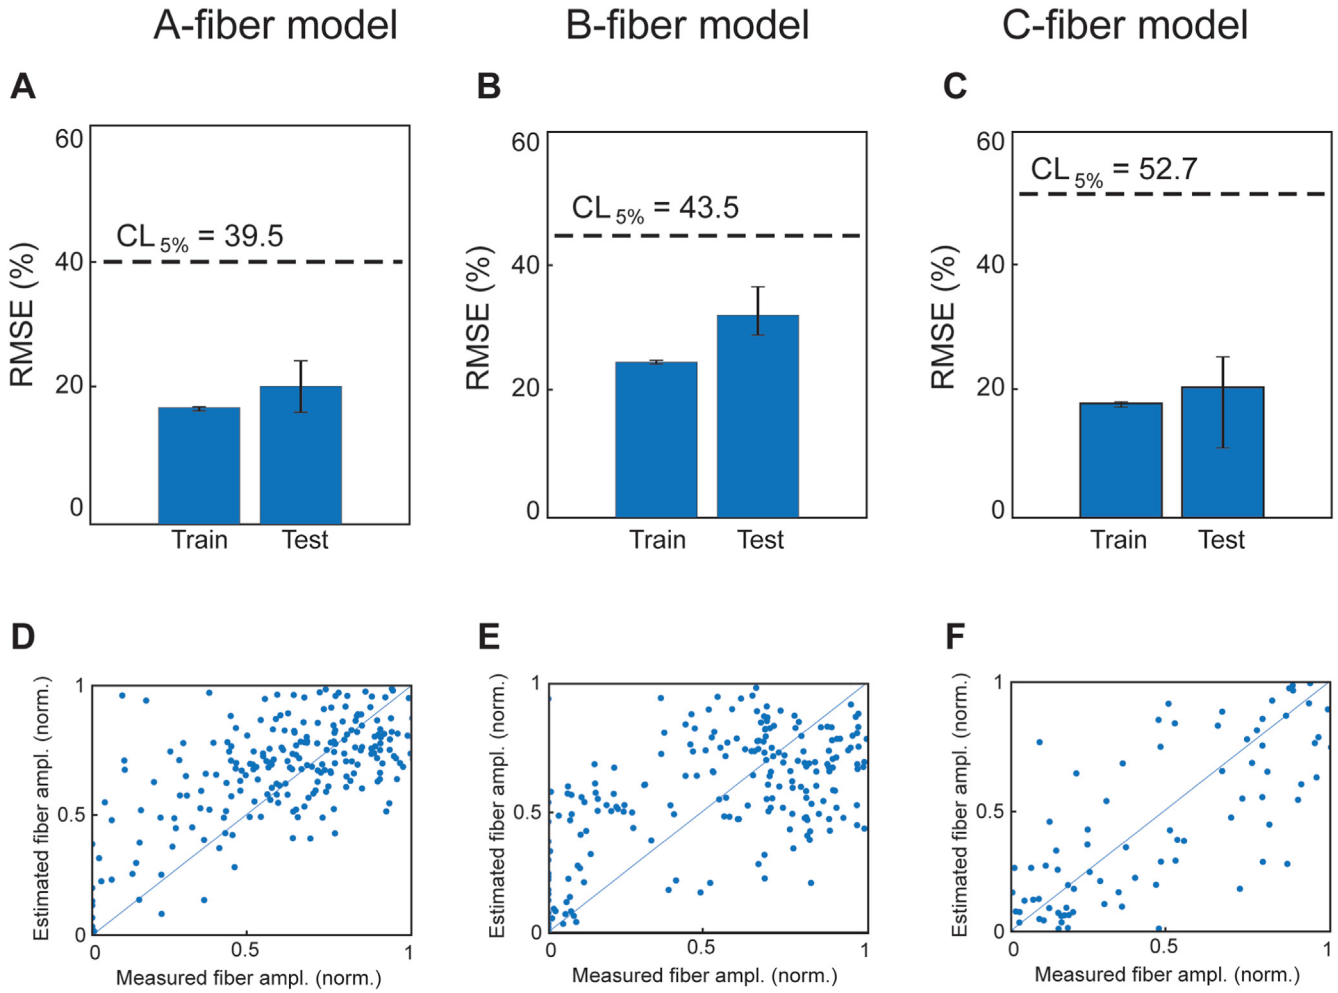 A-fiber model
B-fiber model
C-fiber model
A
60
CL 5% = 39.5
40
20
0
RMSE (%)
Train
Test
B
60
CL 5% = 43.5
40
20
0
RMSE (%)
Train
Test
C
60
CL 5% = 52.7
40
20
0
RMSE (%)
Train
Test
D
1
0.5
0
Estimated fiber ampl. (norm.)
0
0.5
1
Measured fiber ampl. (norm.)
E
1
0.5
0
Estimated fiber ampl. (norm.)
0
0.5
1
Measured fiber ampl. (norm.)
F
1
0.5
0
Estimated fiber ampl. (norm.)
0
0.5
1
Measured fiber ampl. (norm.)